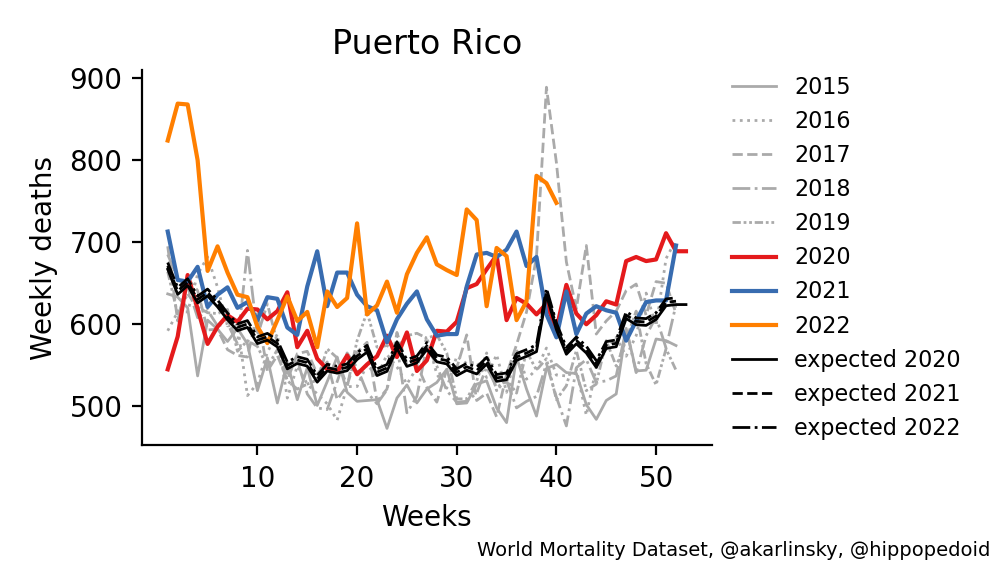 Puerto Rico
Weekly deaths
900
800
700
600
500
10
20
30
40
50
Weeks
2015
2016
2017
2018
2019
2020
2021
2022
expected 2020
expected 2021
expected 2022
World Mortality Dataset, @akarlinsky, @hippopedoid